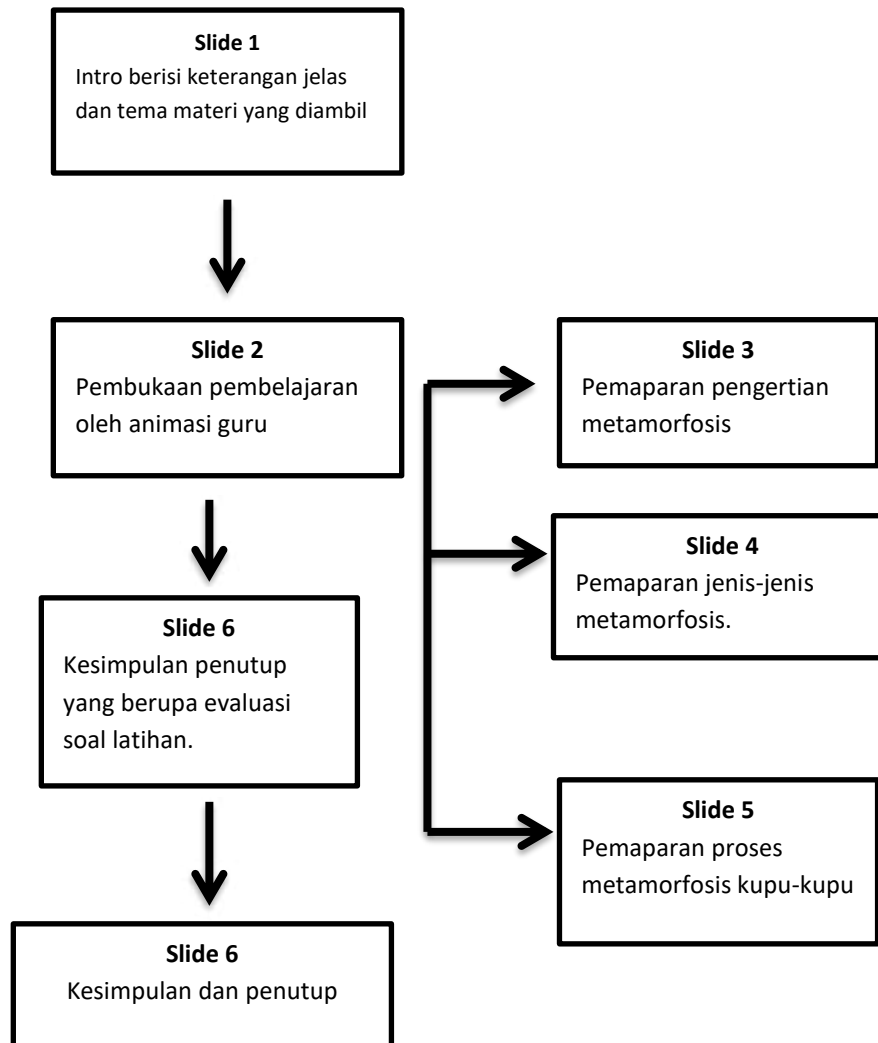 Slide 1
Intro berisi keterangan jelas
dan tema materi yang diambil
Slide 2
Pembukaan pembelajaran
oleh animasi guru
Slide 3
Pemaparan pengertian
metamorfosis
Slide 4
Pemaparan jenis-jenis
metamorfosis.
Slide 5
Pemaparan proses
metamorfosis kupu-kupu
Slide 6
Kesimpulan penutup
yang berupa evaluasi
soal latihan.
Slide 6
Kesimpulan dan penutup